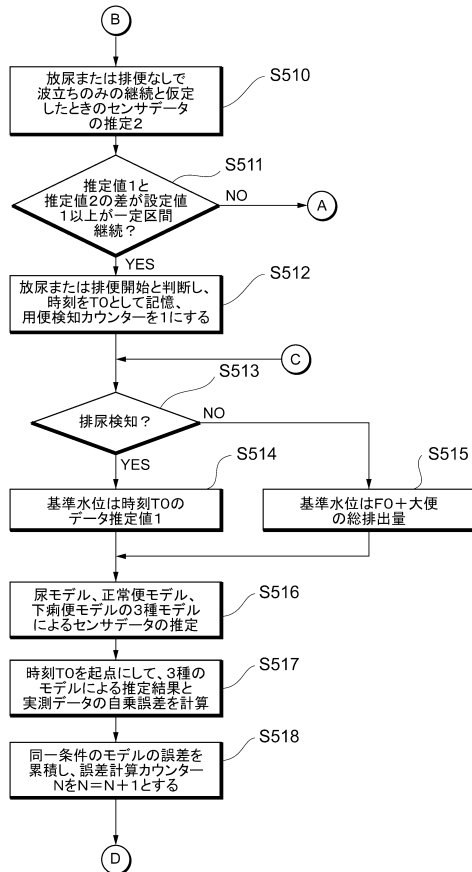 B
放尿または排便なしで
波立ちのみの継続と仮定
したときのセンサデータ
の推定2
S510
推定値1と
推定値2の差が設定値
1以上が一定区間
継続？
S511
NO
A
YES
放尿または排便開始と判断し、
時刻をT0として記憶、
用便検知カウンターを1にする
S512
C
排尿検知？
S513
NO
YES
基準水位は時刻T0の
データ推定値1
S514
基準水位はF0＋大便
の総排出量
S515
尿モデル、正常便モデル、
下痢便モデルの3種モデル
によるセンサデータの推定
S516
時刻T0を起点にして、3種の
モデルによる推定結果と
実測データの自乗誤差を計算
S517
同一条件のモデルの誤差を
累積し、誤差計算カウンター
NをN＝N＋1とする
S518
D